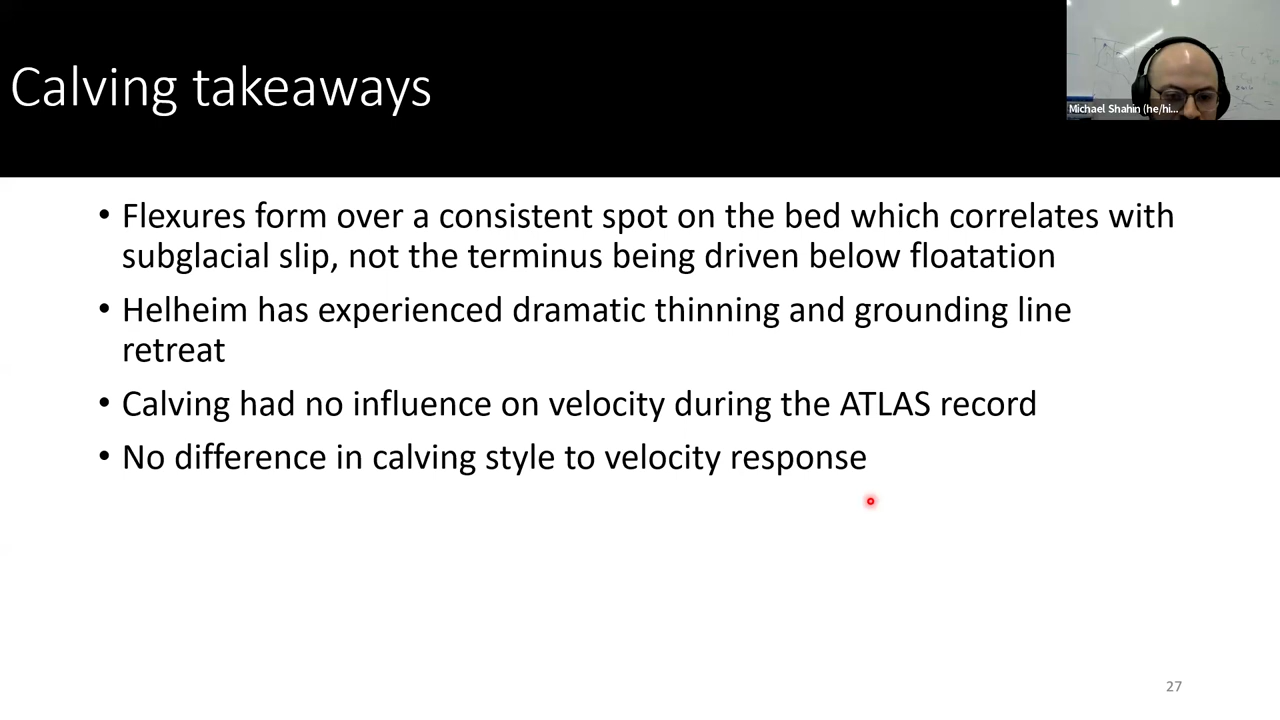 Calving takeaways
Michael Shahin (he/hi...
• Flexures form over a consistent spot on the bed which correlates with
subglacial slip, not the terminus being driven below floatation
• Helheim has experienced dramatic thinning and grounding line
retreat
• Calving had no influence on velocity during the ATLAS record
• No difference in calving style to velocity response
27